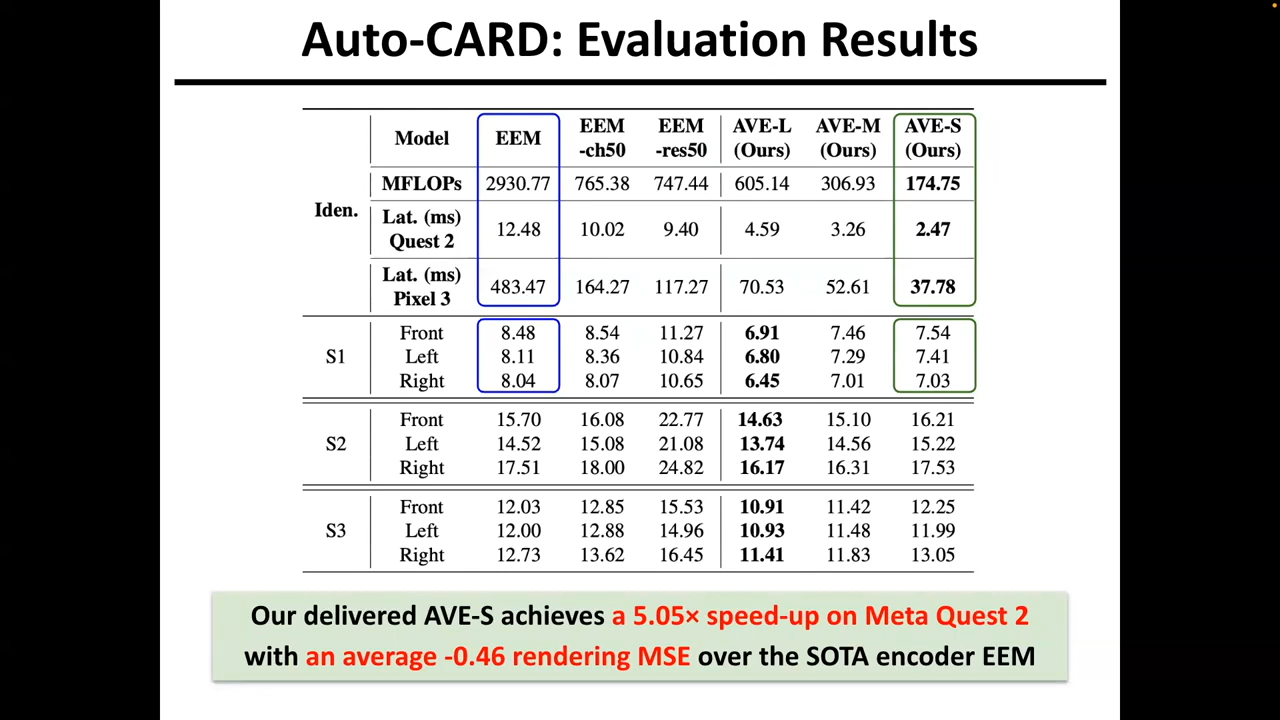 Auto-CARD: Evaluation Results
Iden. Model EEM EEM -ch50 EEM -res50 AVE-L (Ours) AVE-M (Ours) AVE-S (Ours)
MFLOPs 2930.77 765.38 747.44 605.14 306.93 174.75
Lat. (ms) Quest 2 12.48 10.02 9.40 4.59 3.26 2.47
Lat. (ms) Pixel 3 483.47 164.27 117.27 70.53 52.61 37.78
S1 Front 8.48 8.54 11.27 6.91 7.46 7.54
Left 8.11 8.36 10.84 6.80 7.29 7.41
Right 8.04 8.07 10.65 6.45 7.01 7.03
S2 Front 15.70 16.08 22.77 14.63 15.10 16.21
Left 14.52 15.08 21.08 13.74 14.56 15.22
Right 17.51 18.00 24.82 16.17 16.31 17.53
S3 Front 12.03 12.85 15.53 10.91 11.42 12.25
Left 12.00 12.88 14.96 10.93 11.48 11.99
Right 12.73 13.62 16.45 11.41 11.83 13.05
Our delivered AVE-S achieves a 5.05× speed-up on Meta Quest 2
with an average -0.46 rendering MSE over the SOTA encoder EEM